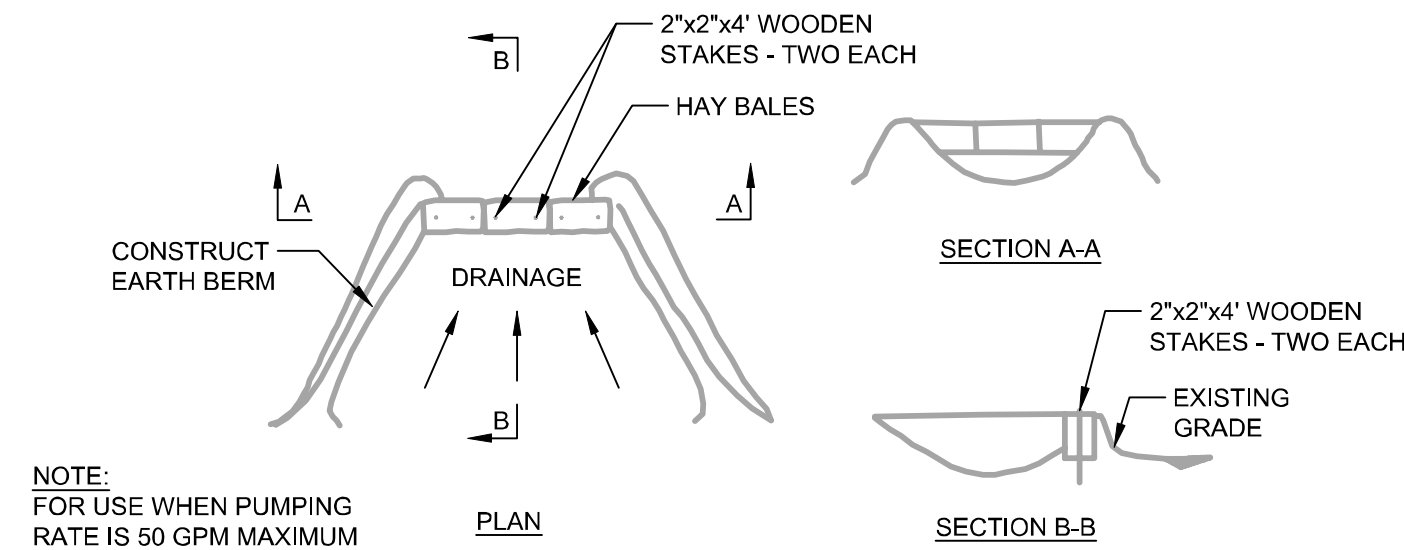 2"x2"x4' WOODEN
STAKES - TWO EACH
B
HAY BALES
A
A
CONSTRUCT
EARTH BERM
DRAINAGE
B
NOTE:
FOR USE WHEN PUMPING
RATE IS 50 GPM MAXIMUM
PLAN
SECTION A-A
2"x2"x4' WOODEN
STAKES - TWO EACH
EXISTING
GRADE
SECTION B-B